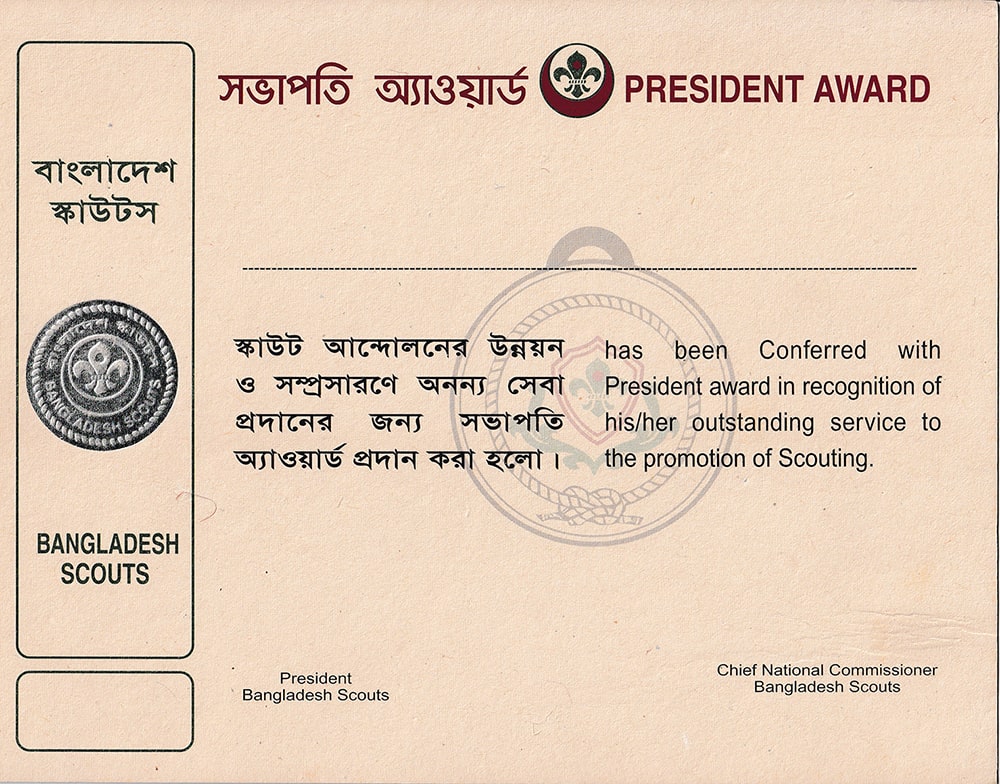 সভাপতি অ্যাওয়ার্ড PRESIDENT AWARD
বাংলাদেশ
স্কাউটস
BANGLADESH SCOUTS
BANGLADESH
SCOUTS
স্কাউট আন্দোলনের উন্নয়ন
ও সম্প্রসারণে অনন্য সেবা
প্রদানের জন্য সভাপতি
অ্যাওয়ার্ড প্রদান করা হলো।
has been Conferred with
President award in recognition of
his/her outstanding service to
the promotion of Scouting.
President
Bangladesh Scouts
Chief National Commissioner
Bangladesh Scouts